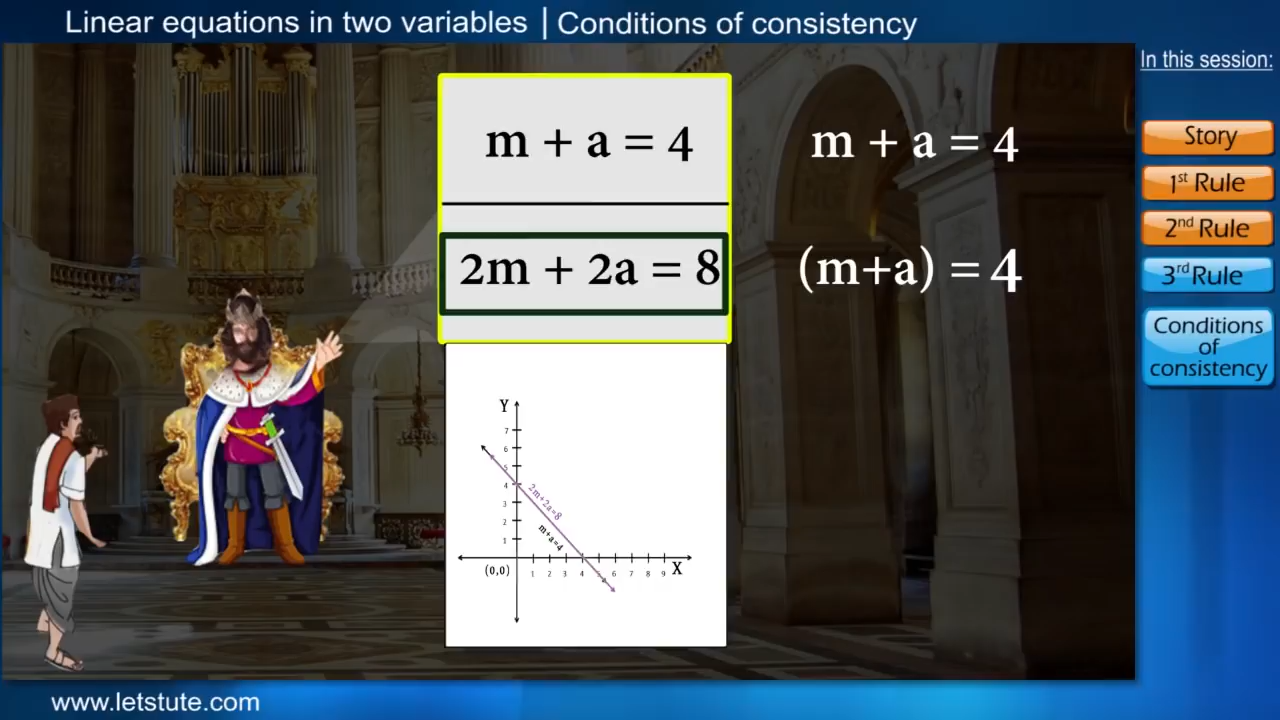 Linear equations in two variables | Conditions of consistency
In this session:
Story
1st Rule
2nd Rule
3rd Rule
Conditions
of
consistency
m + a = 4
2m + 2a = 8
m + a = 4
(m+a) = 4
Y
7
6
5
4
3
2
1
2m+2a=8
m+a=4
(0,0)
1 2 3 4 5 6 7 8 9 X
www.letstute.com